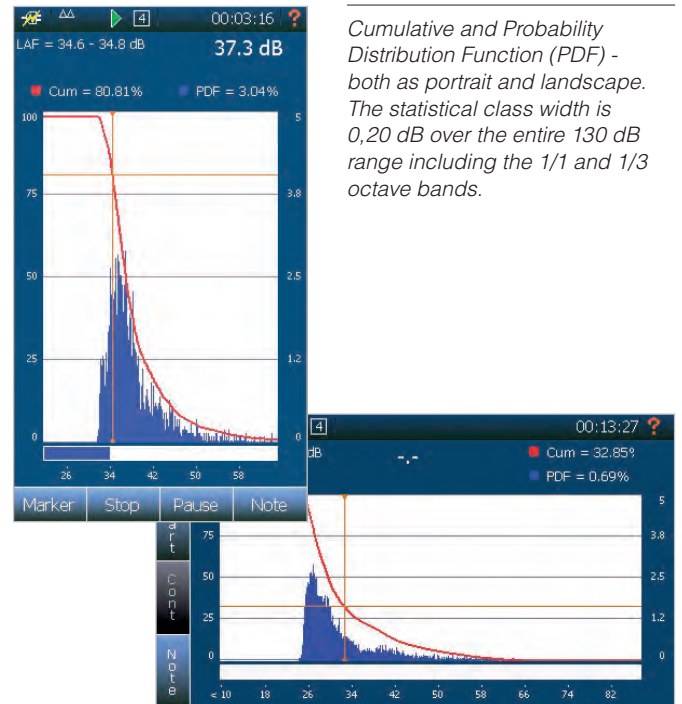 4 00:03:16 ?
LAF = 34.6 - 34.8 dB 37.3 dB
Cum = 80.81% PDF = 3.04%
100 5
75 3.8
50 2.5
25 1.2
0 0
26 34 42 50 58
Marker Stop Pause Note
Cumulative and Probability
Distribution Function (PDF) -
both as portrait and landscape.
The statistical class width is
0,20 dB over the entire 130 dB
range including the 1/1 and 1/3
octave bands.
4 00:13:27 ?
dB -.- Cum = 32.85%
PDF = 0.69%
5
75 3.8
50 2.5
25 1.2
0 0
Cont
Note
< 10 18 26 34 42 50 58 66 74 82